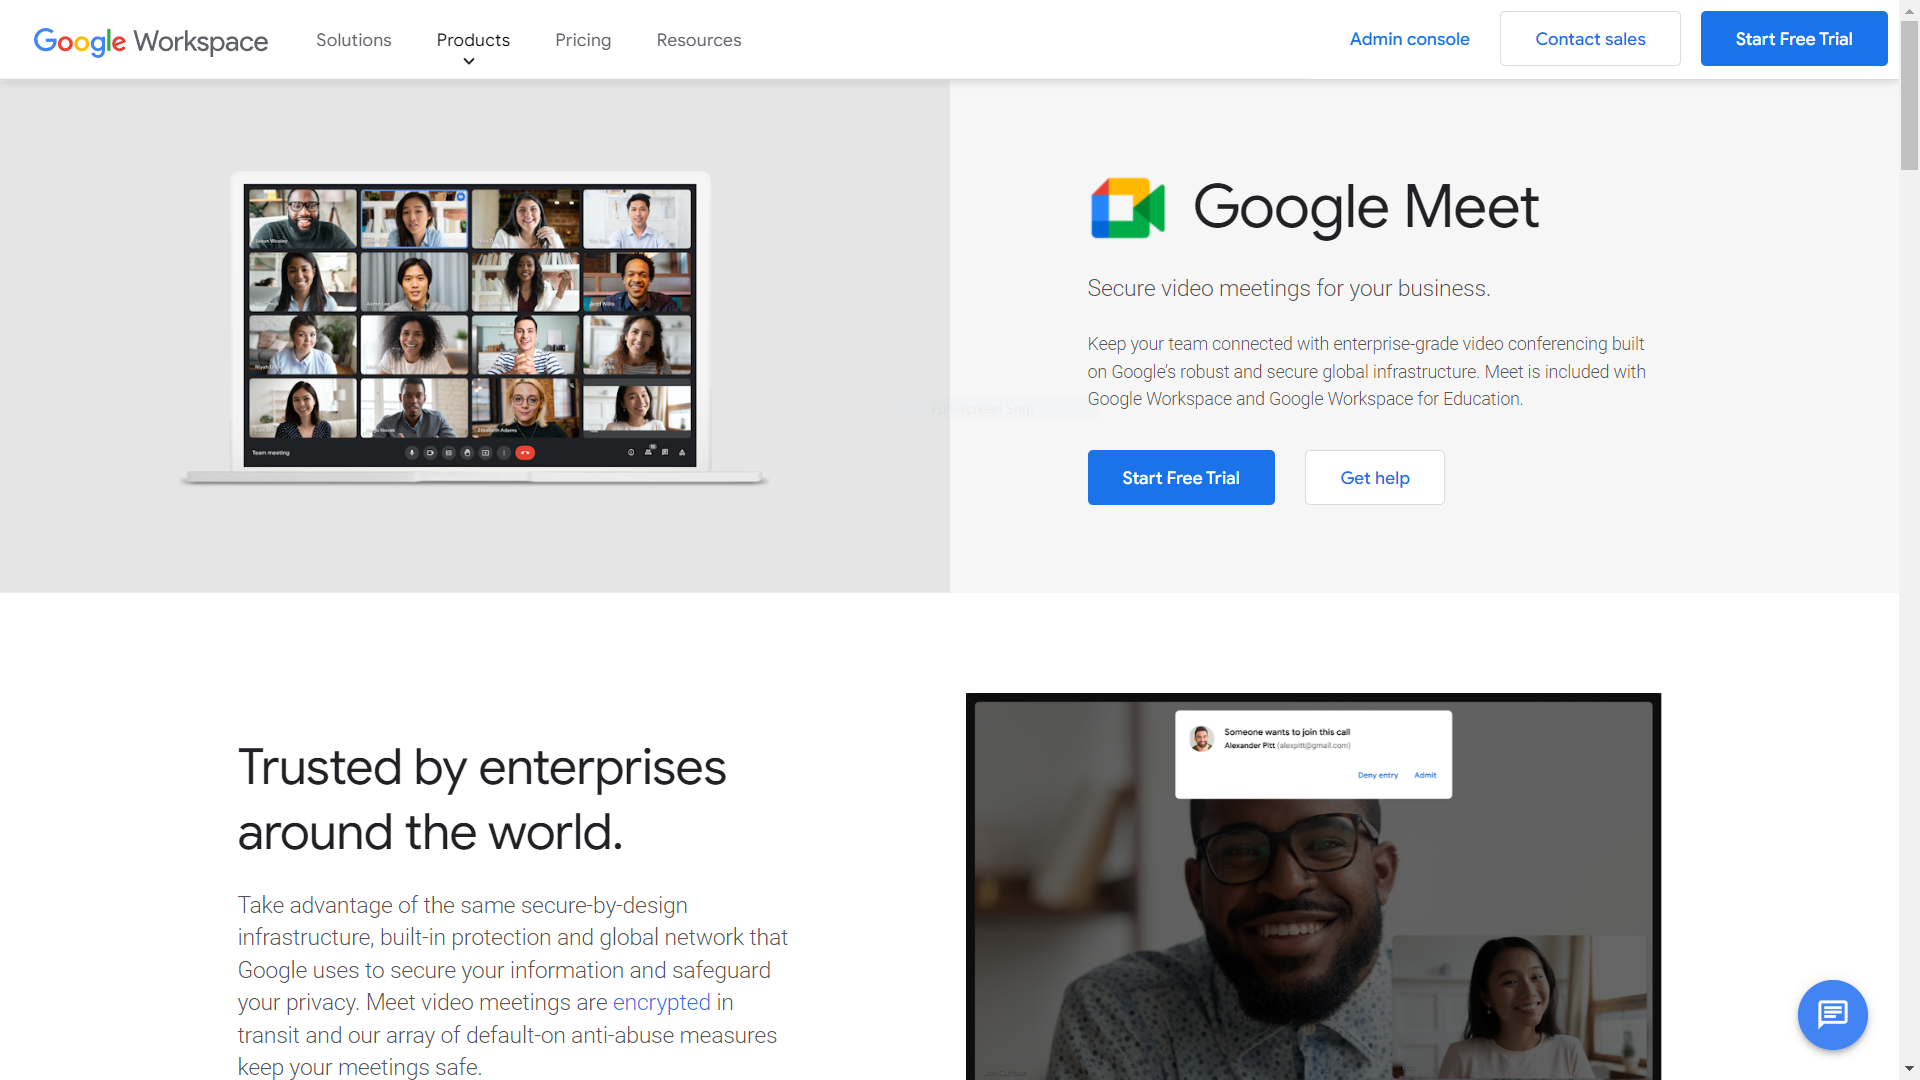 Google Workspace
Solutions
Products
Pricing
Resources
Admin console
Contact sales
Start Free Trial
Team meeting
Google Meet
Secure video meetings for your business.
Keep your team connected with enterprise-grade video conferencing built
on Google’s robust and secure global infrastructure. Meet is included with
Google Workspace and Google Workspace for Education.
Full-screen Snip
Start Free Trial
Get help
Trusted by enterprises
around the world.
Take advantage of the same secure-by-design
infrastructure, built-in protection and global network that
Google uses to secure your information and safeguard
your privacy. Meet video meetings are encrypted in
transit and our array of default-on anti-abuse measures
keep your meetings safe.
Someone wants to join this call
Alexander Pitt (alexpitt@gmail.com)
Deny entry
Admit